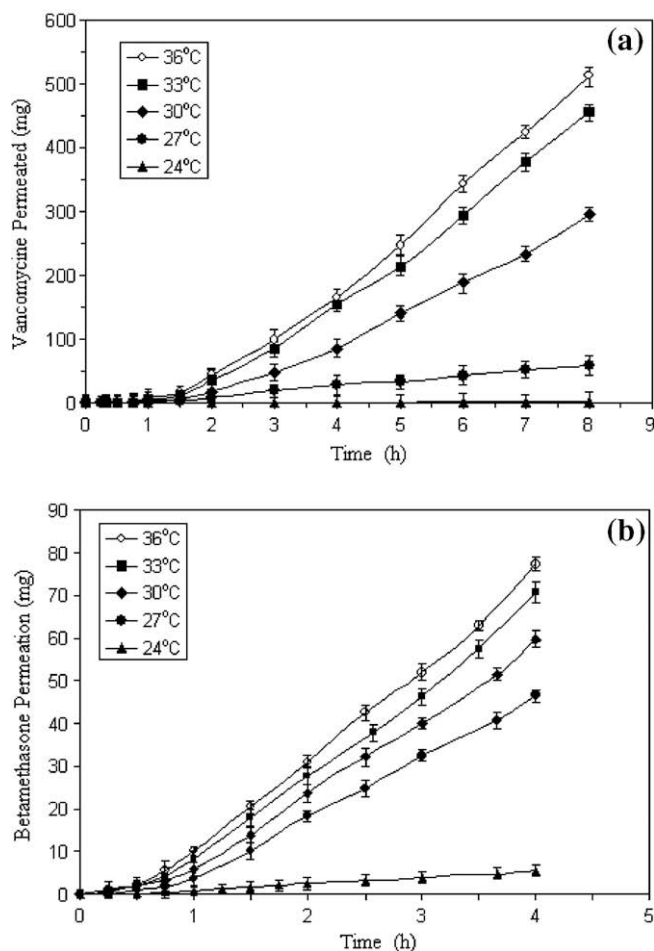 (a)
36°C
33°C
30°C
27°C
24°C
Vancomycine Permeated (mg)
600
500
400
300
200
100
0
0 1 2 3 4 5 6 7 8 9
Time (h)
(b)
36°C
33°C
30°C
27°C
24°C
Betamethasone Permeation (mg)
90
80
70
60
50
40
30
20
10
0
0 1 2 3 4 5
Time (h)